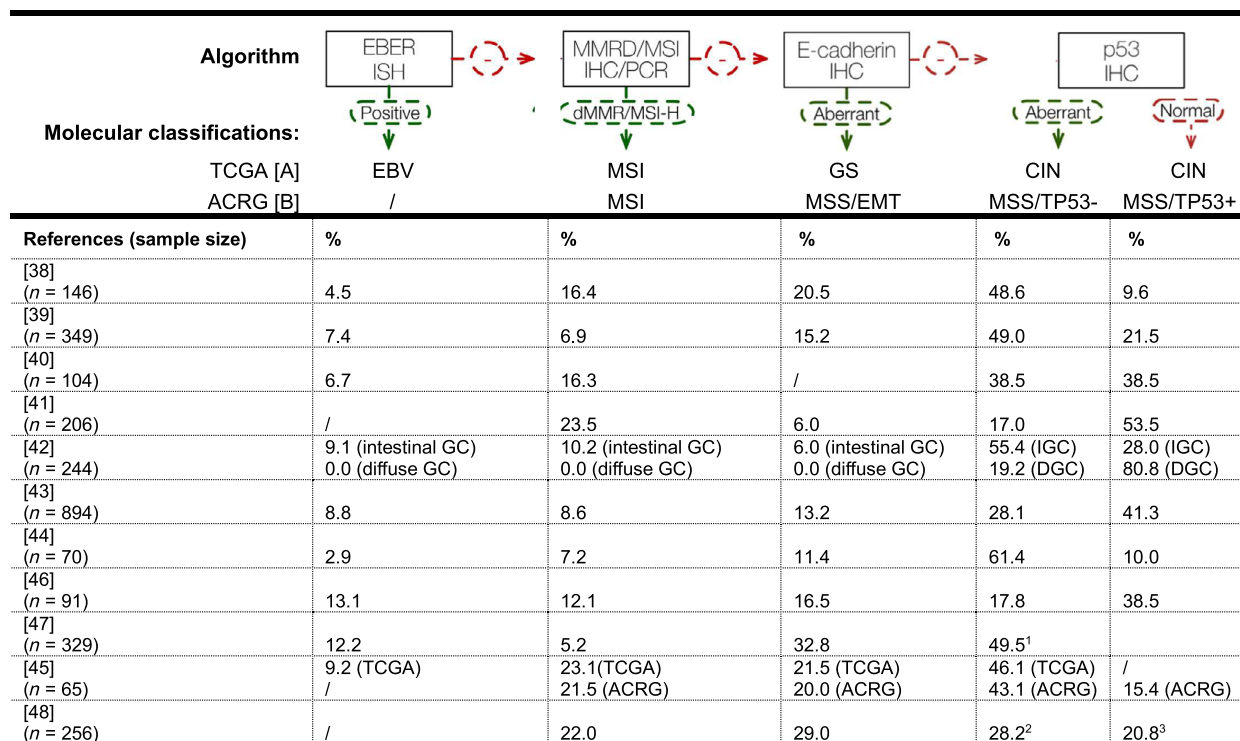 Algorithm
EBER ISH
-
MMRD/MSI IHC/PCR
-
E-cadherin IHC
-
p53 IHC
Positive
dMMR/MSI-H
Aberrant
Aberrant
Normal
Molecular classifications:
TCGA [A] EBV MSI GS CIN CIN
ACRG [B] / MSI MSS/EMT MSS/TP53- MSS/TP53+
References (sample size) % % % % %
[38]
(n = 146) 4.5 16.4 20.5 48.6 9.6
[39]
(n = 349) 7.4 6.9 15.2 49.0 21.5
[40]
(n = 104) 6.7 16.3 / 38.5 38.5
[41]
(n = 206) / 23.5 6.0 17.0 53.5
[42] 9.1 (intestinal GC) 10.2 (intestinal GC) 6.0 (intestinal GC) 55.4 (IGC) 28.0 (IGC)
(n = 244) 0.0 (diffuse GC) 0.0 (diffuse GC) 0.0 (diffuse GC) 19.2 (DGC) 80.8 (DGC)
[43]
(n = 894) 8.8 8.6 13.2 28.1 41.3
[44]
(n = 70) 2.9 7.2 11.4 61.4 10.0
[46]
(n = 91) 13.1 12.1 16.5 17.8 38.5
[47]
(n = 329) 12.2 5.2 32.8 49.5¹
[45] 9.2 (TCGA) 23.1(TCGA) 21.5 (TCGA) 46.1 (TCGA) /
(n = 65) / 21.5 (ACRG) 20.0 (ACRG) 43.1 (ACRG) 15.4 (ACRG)
[48]
(n = 256) / 22.0 29.0 28.2² 20.8³